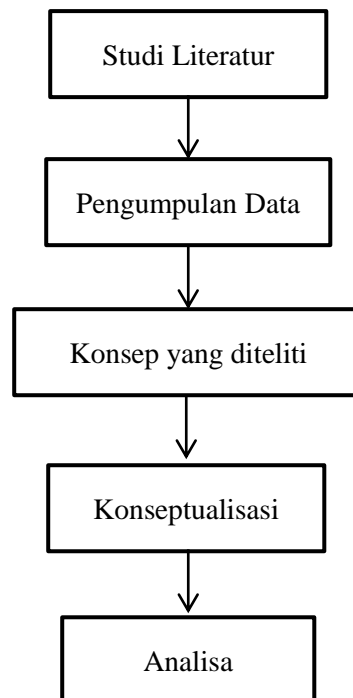 Studi Literatur
Pengumpulan Data
Konsep yang diteliti
Konseptualisasi
Analisa